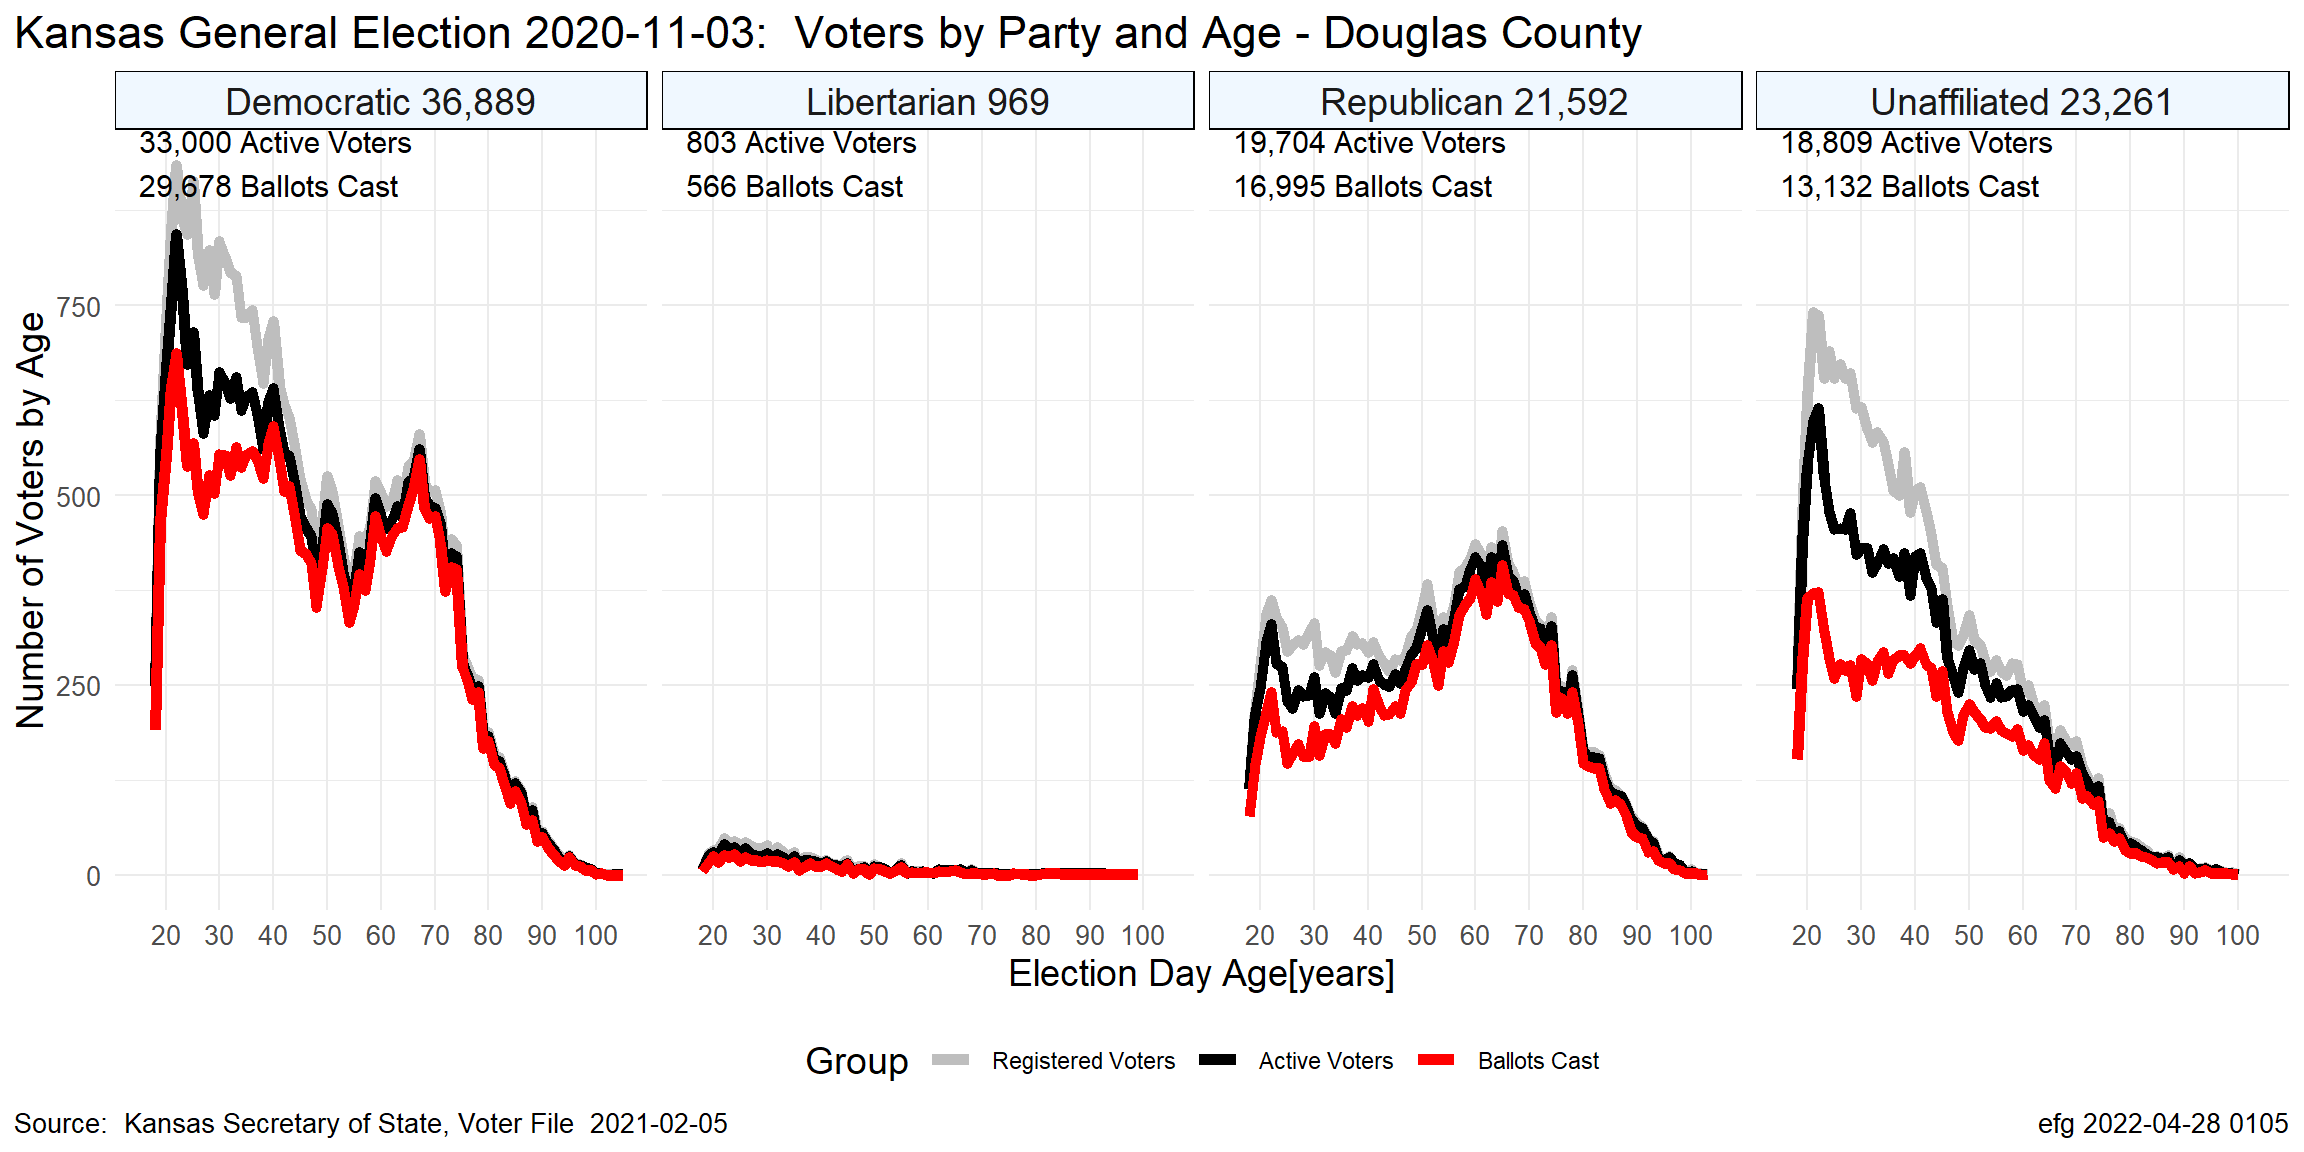 Kansas General Election 2020-11-03:  Voters by Party and Age - Douglas County
Democratic 36,889
Libertarian 969
Republican 21,592
Unaffiliated 23,261
33,000 Active Voters
29,678 Ballots Cast
803 Active Voters
566 Ballots Cast
19,704 Active Voters
16,995 Ballots Cast
18,809 Active Voters
13,132 Ballots Cast
Number of Voters by Age
750
500
250
0
20 30 40 50 60 70 80 90 100
20 30 40 50 60 70 80 90 100
20 30 40 50 60 70 80 90 100
20 30 40 50 60 70 80 90 100
Election Day Age[years]
Group Registered Voters Active Voters Ballots Cast
Source:  Kansas Secretary of State, Voter File  2021-02-05
efg 2022-04-28 0105